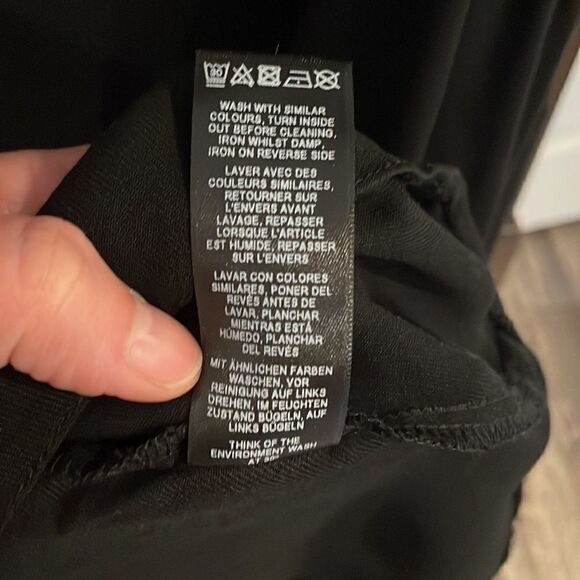 30
WASH WITH SIMILAR
COLOURS, TURN INSIDE
OUT BEFORE CLEANING,
IRON WHILST DAMP,
IRON ON REVERSE SIDE
LAVER AVEC DES
COULEURS SIMILAIRES,
RETOURNER SUR
L'ENVERS AVANT
LAVAGE, REPASSER
LORSQUE L'ARTICLE
EST HUMIDE, REPASSER
SUR L'ENVERS
LAVAR CON COLORES
SIMILARES, PONER DEL
REVÉS ANTES DE
LAVAR, PLANCHAR
MIENTRAS ESTÁ
HÚMEDO, PLANCHAR
DEL REVÉS
MIT ÄHNLICHEN FARBEN
WASCHEN, VOR
REINIGUNG AUF LINKS
DREHEN, IM FEUCHTEN
ZUSTAND BÜGELN, AUF
LINKS BÜGELN
THINK OF THE
ENVIRONMENT WASH
AT